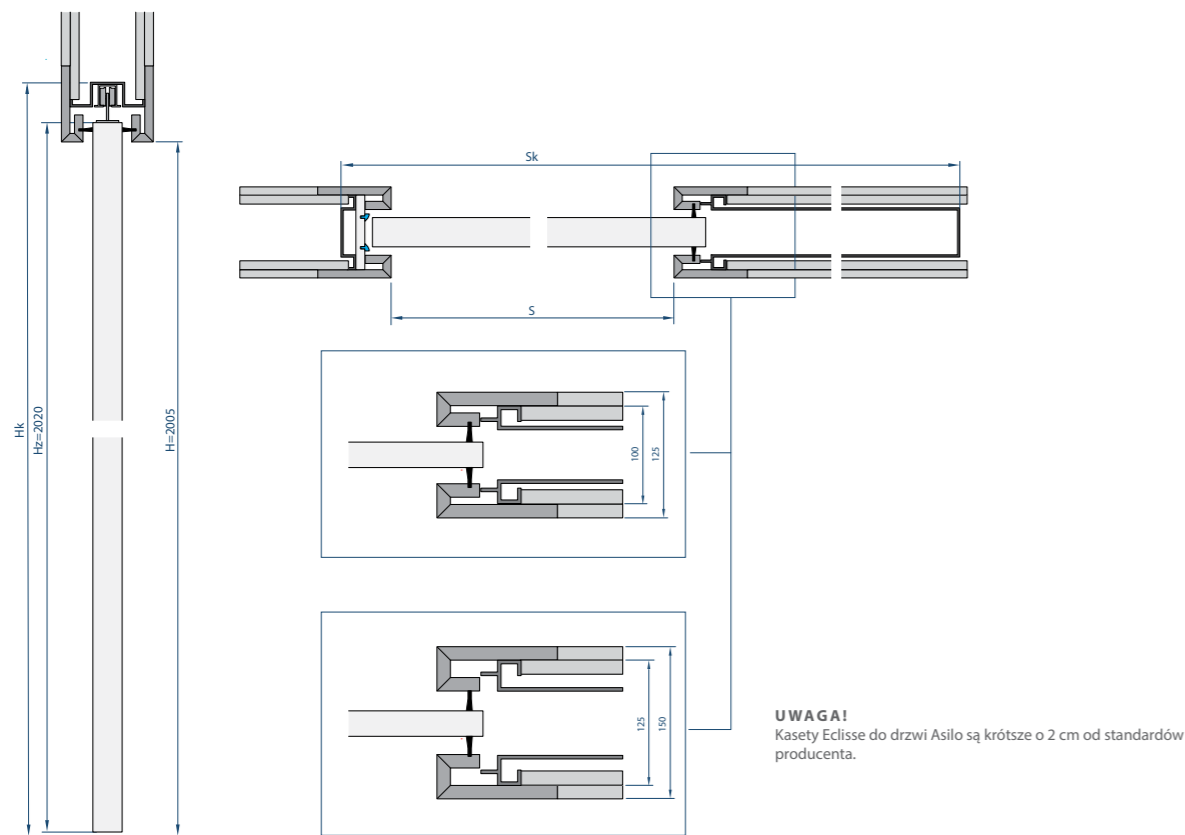 Hk
Hz=2020
H=2005
Sk
S
100
125
125
150
UWAGA!
Kasety Eclisse do drzwi Asilo są krótsze o 2 cm od standardów
producenta.